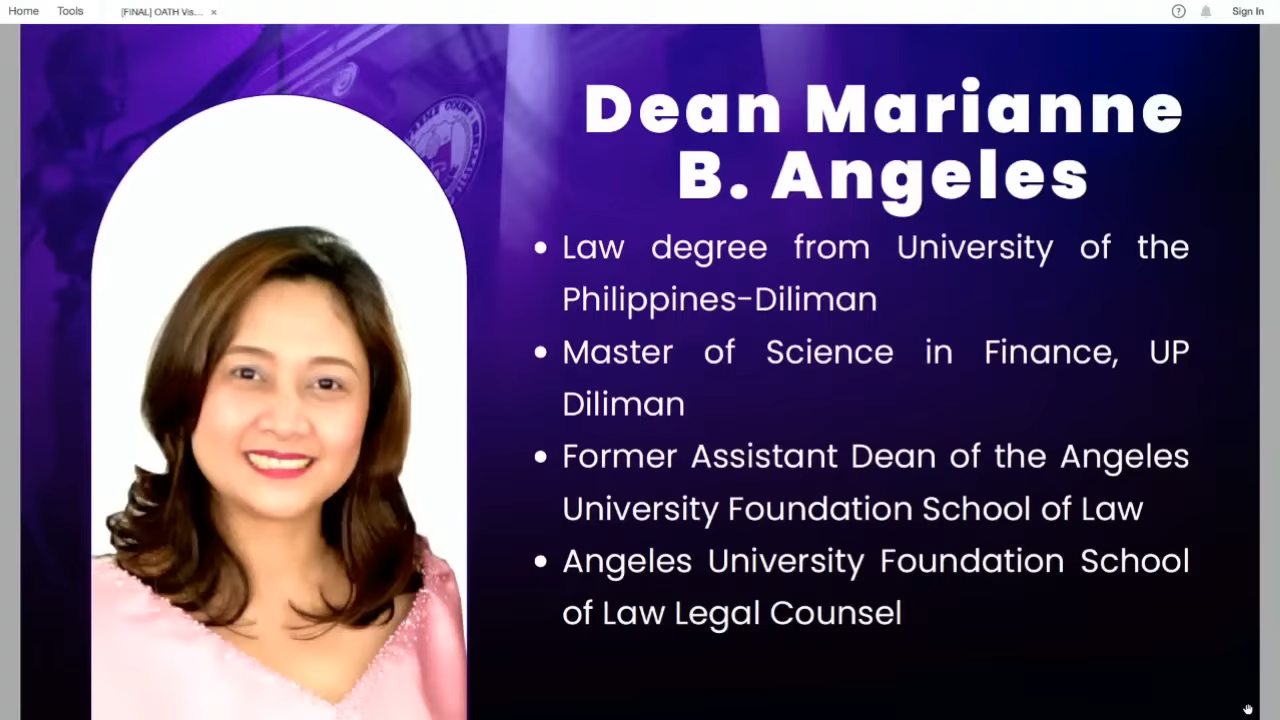 Home Tools [FINAL] OATH Vis... × ? Sign In
Dean Marianne
B. Angeles
• Law degree from University of the
Philippines-Diliman
• Master of Science in Finance, UP
Diliman
• Former Assistant Dean of the Angeles
University Foundation School of Law
• Angeles University Foundation School
of Law Legal Counsel